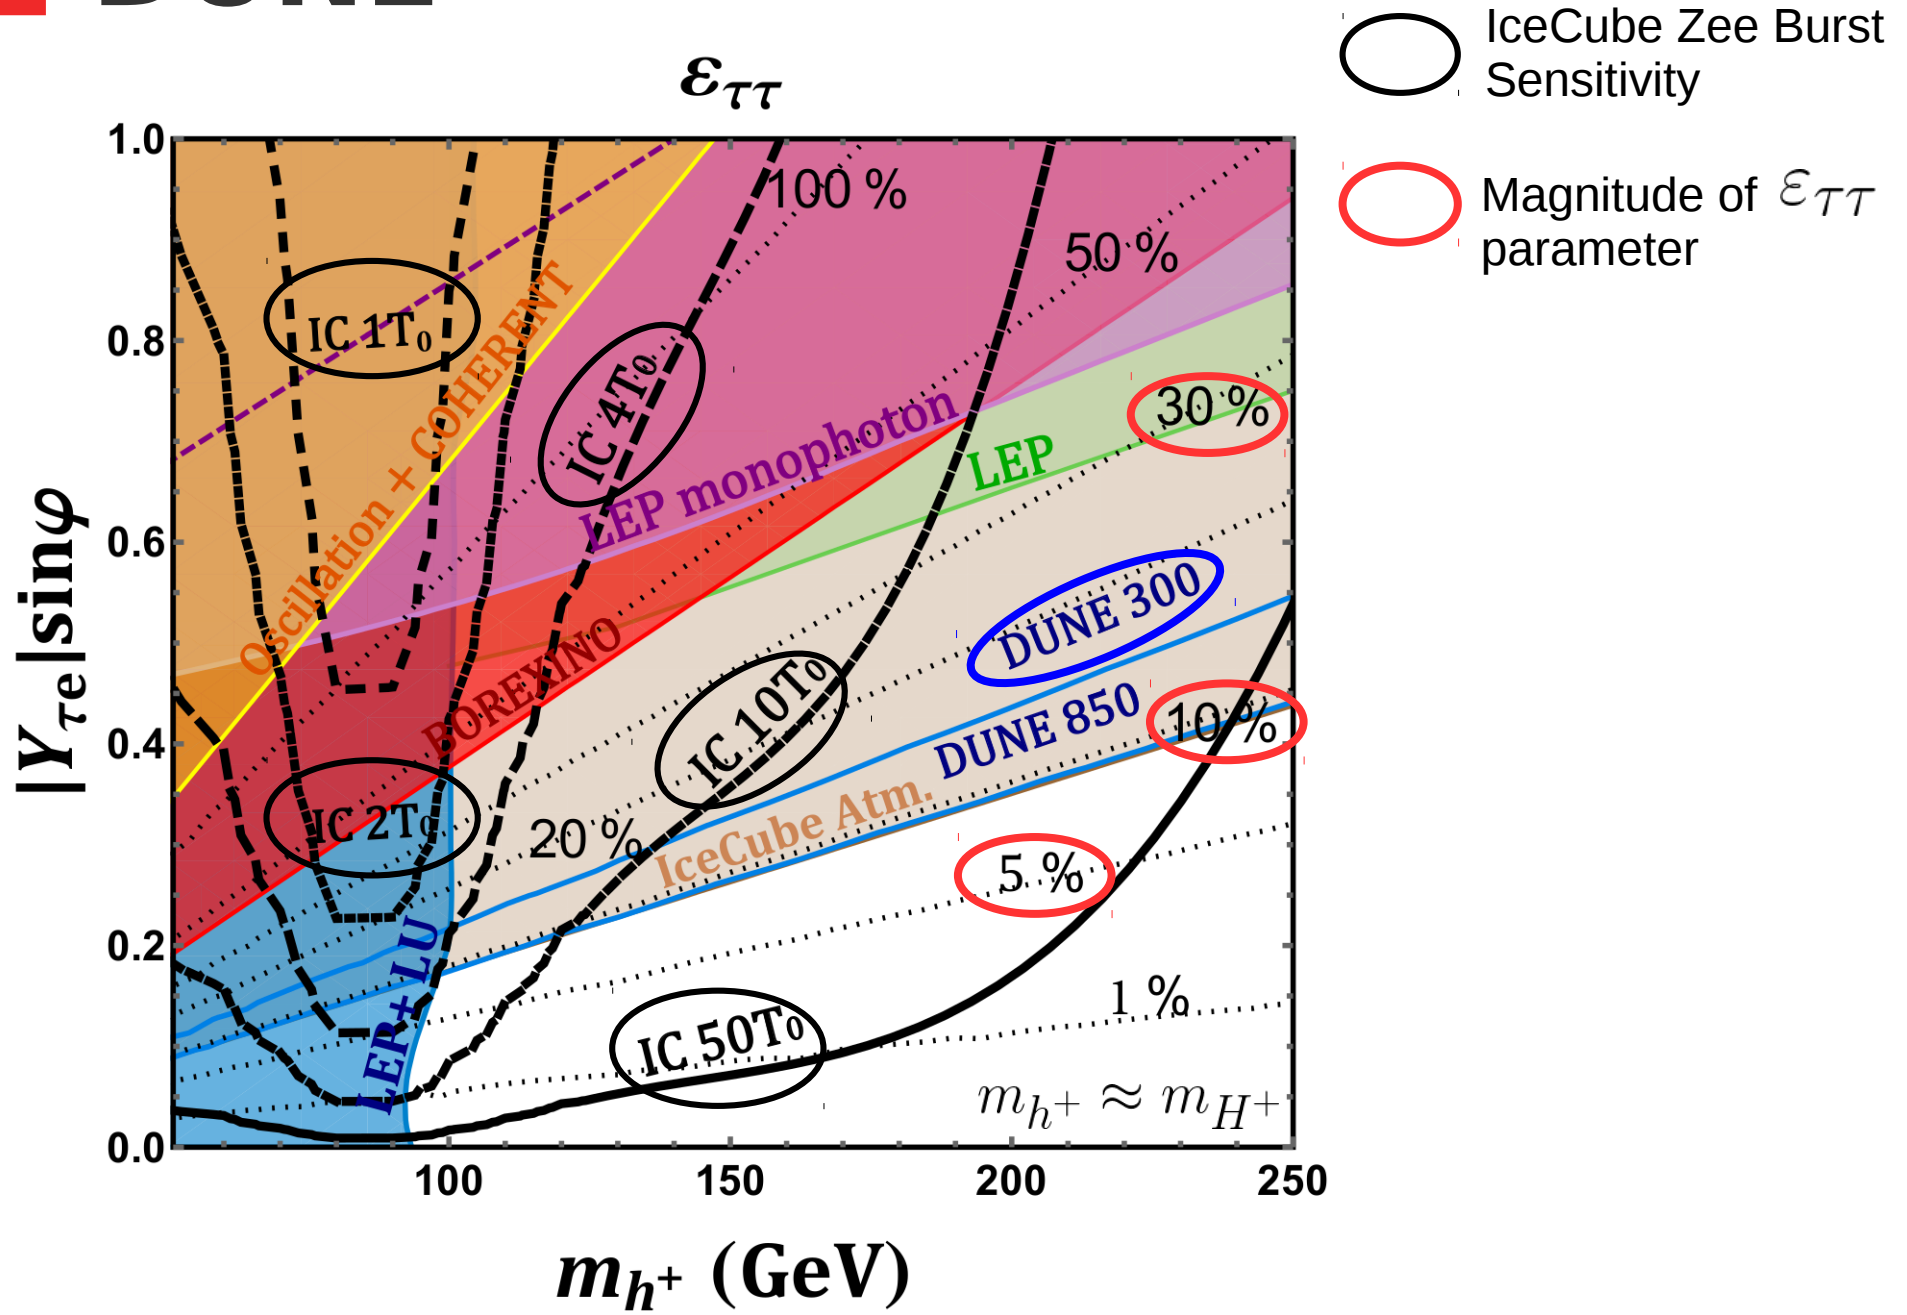 DUNE
IceCube Zee Burst
Sensitivity
Magnitude of ε_ττ
parameter
ε_ττ
1.0
0.8
0.6
0.4
0.2
0.0
|Y_τe|sinφ
100 %
50 %
IC 1T₀
Oscillation + COHERENT
IC 4T₀
LEP monophoton
30 %
LEP
DUNE 300
BOREXINO
IC 10T₀
DUNE 850
10 %
IC 2T₀
20 %
IceCube Atm.
5 %
LEP+ LU
1 %
IC 50T₀
m_h⁺ ≈ m_H⁺
100
150
200
250
m_h⁺ (GeV)